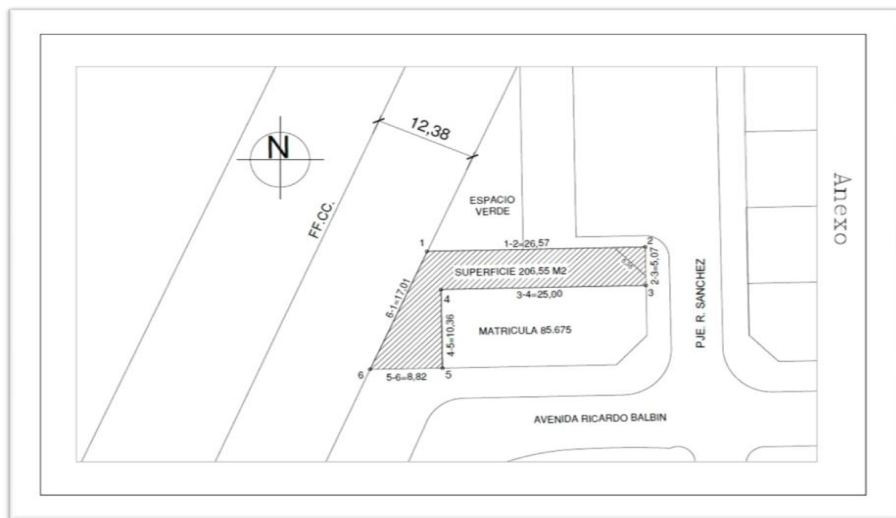 12,38
N
ESPACIO
VERDE
FF.CC.
1
1-2=26,57
2
SUPERFICIE 206,55 M2
2-3=5,07
6-1=17,01
4
3-4=25,00
3
4-5=10,36
MATRICULA 85.675
PJE. R. SANCHEZ
6
5-6=8,82
5
AVENIDA RICARDO BALBIN
Anexo